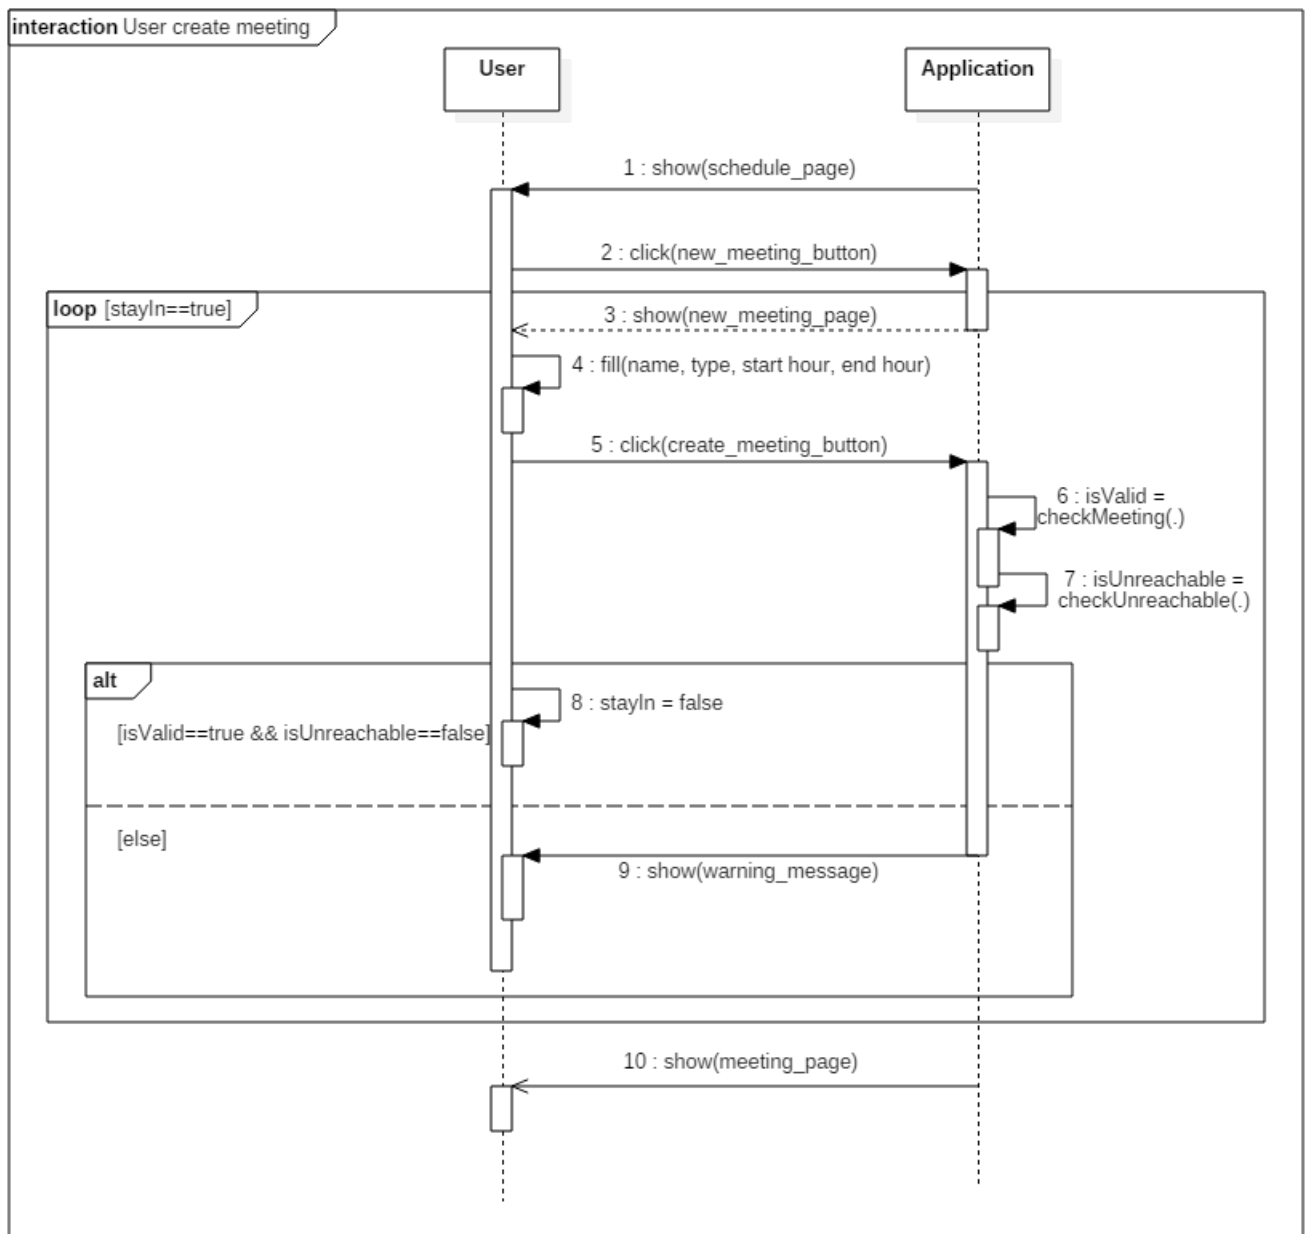 interaction User create meeting
User
Application
1 : show(schedule_page)
2 : click(new_meeting_button)
loop [stayIn==true]
3 : show(new_meeting_page)
4 : fill(name, type, start hour, end hour)
5 : click(create_meeting_button)
6 : isValid =
checkMeeting(.)
7 : isUnreachable =
checkUnreachable(.)
alt
8 : stayIn = false
[isValid==true && isUnreachable==false]
[else]
9 : show(warning_message)
10 : show(meeting_page)